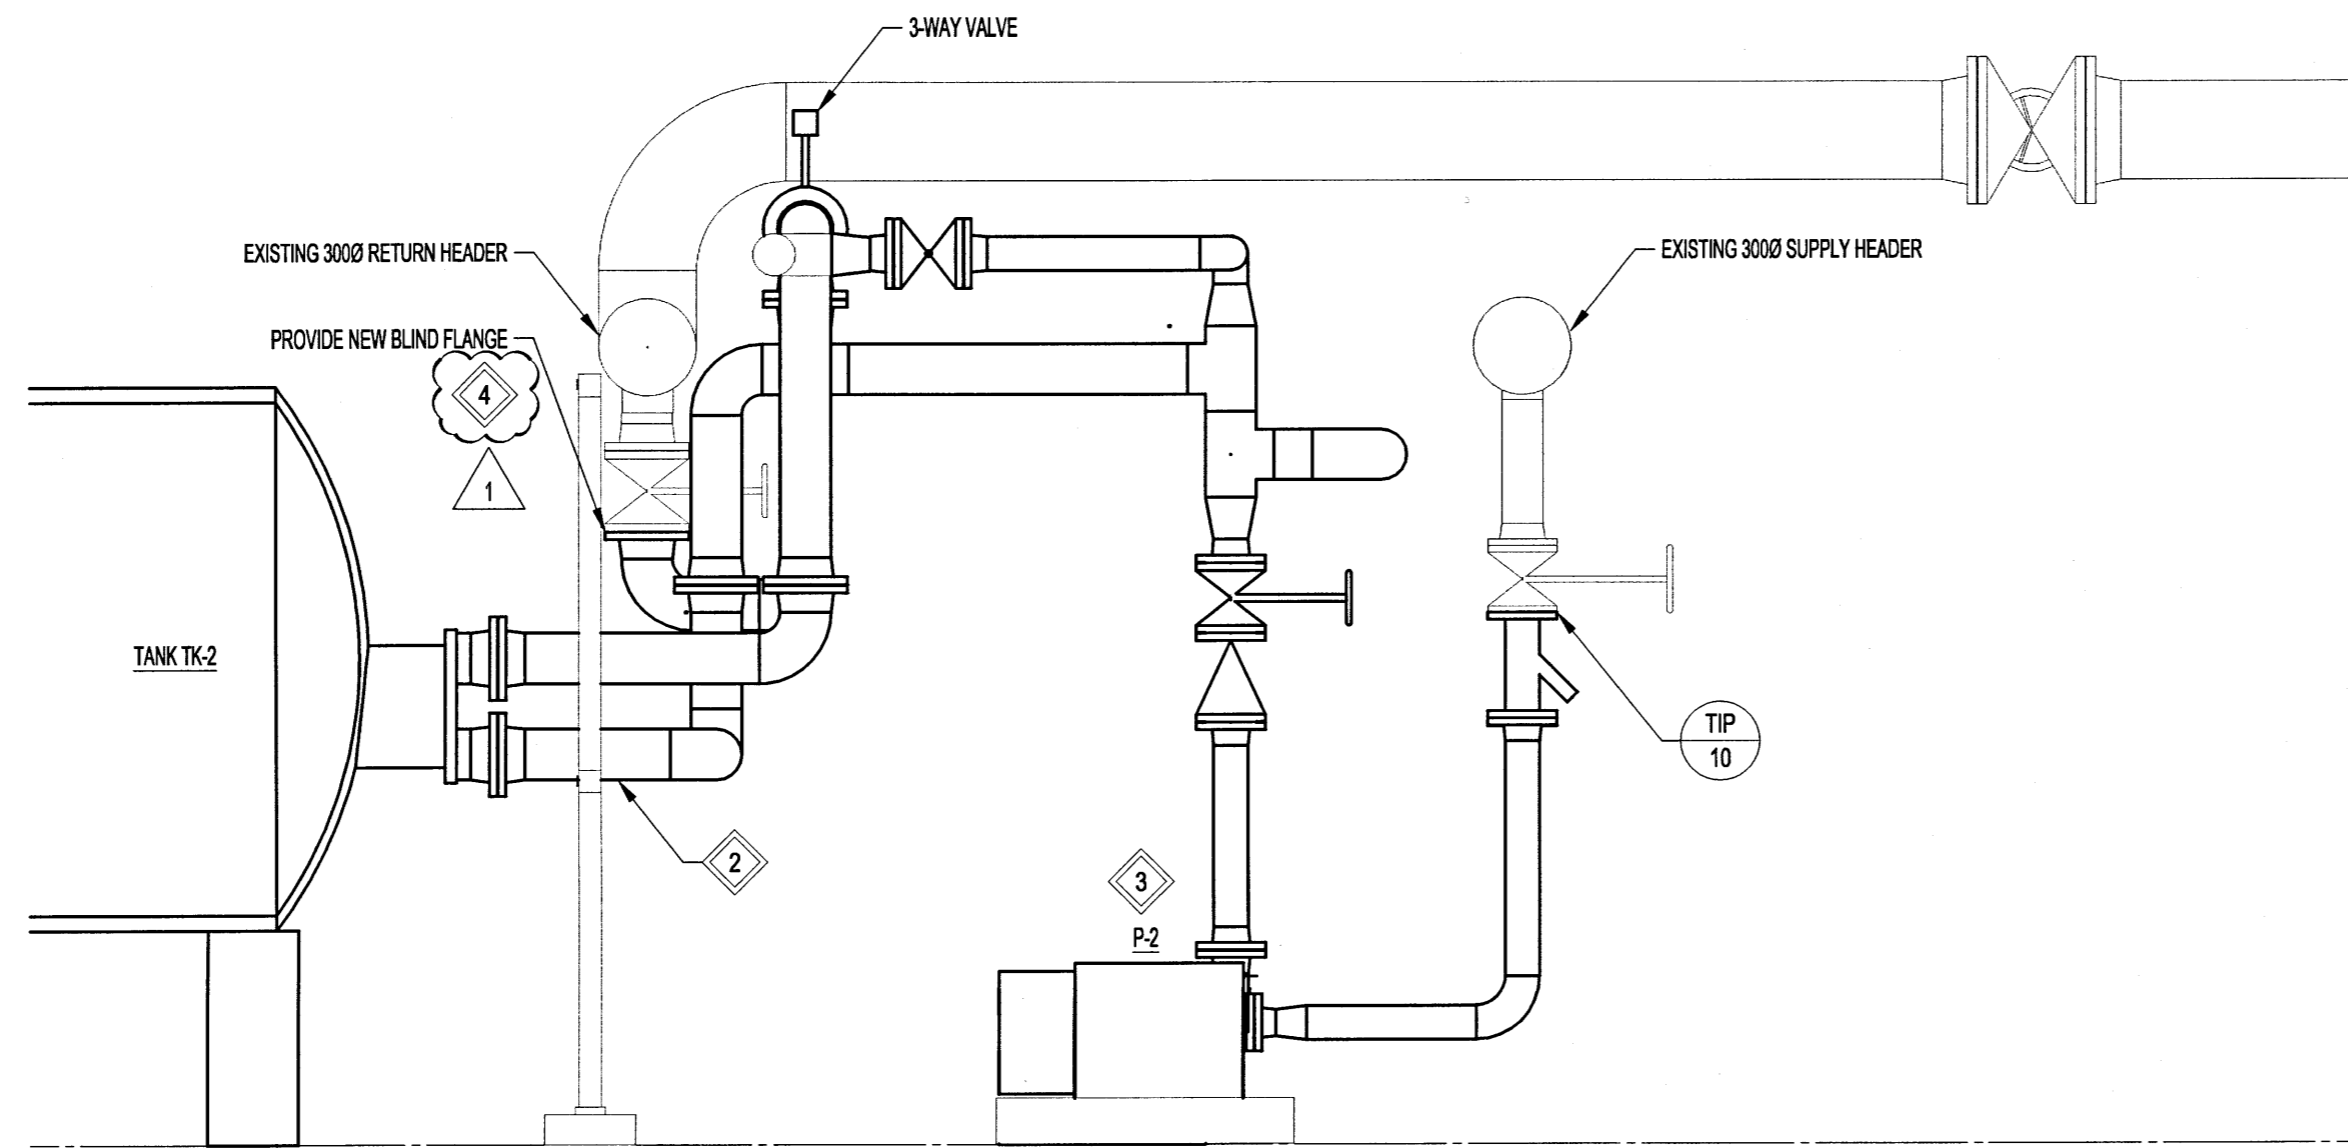 3-WAY VALVE
EXISTING 300Ø RETURN HEADER
EXISTING 300Ø SUPPLY HEADER
PROVIDE NEW BLIND FLANGE
4
1
TANK TK-2
TIP
10
2
3
P-2